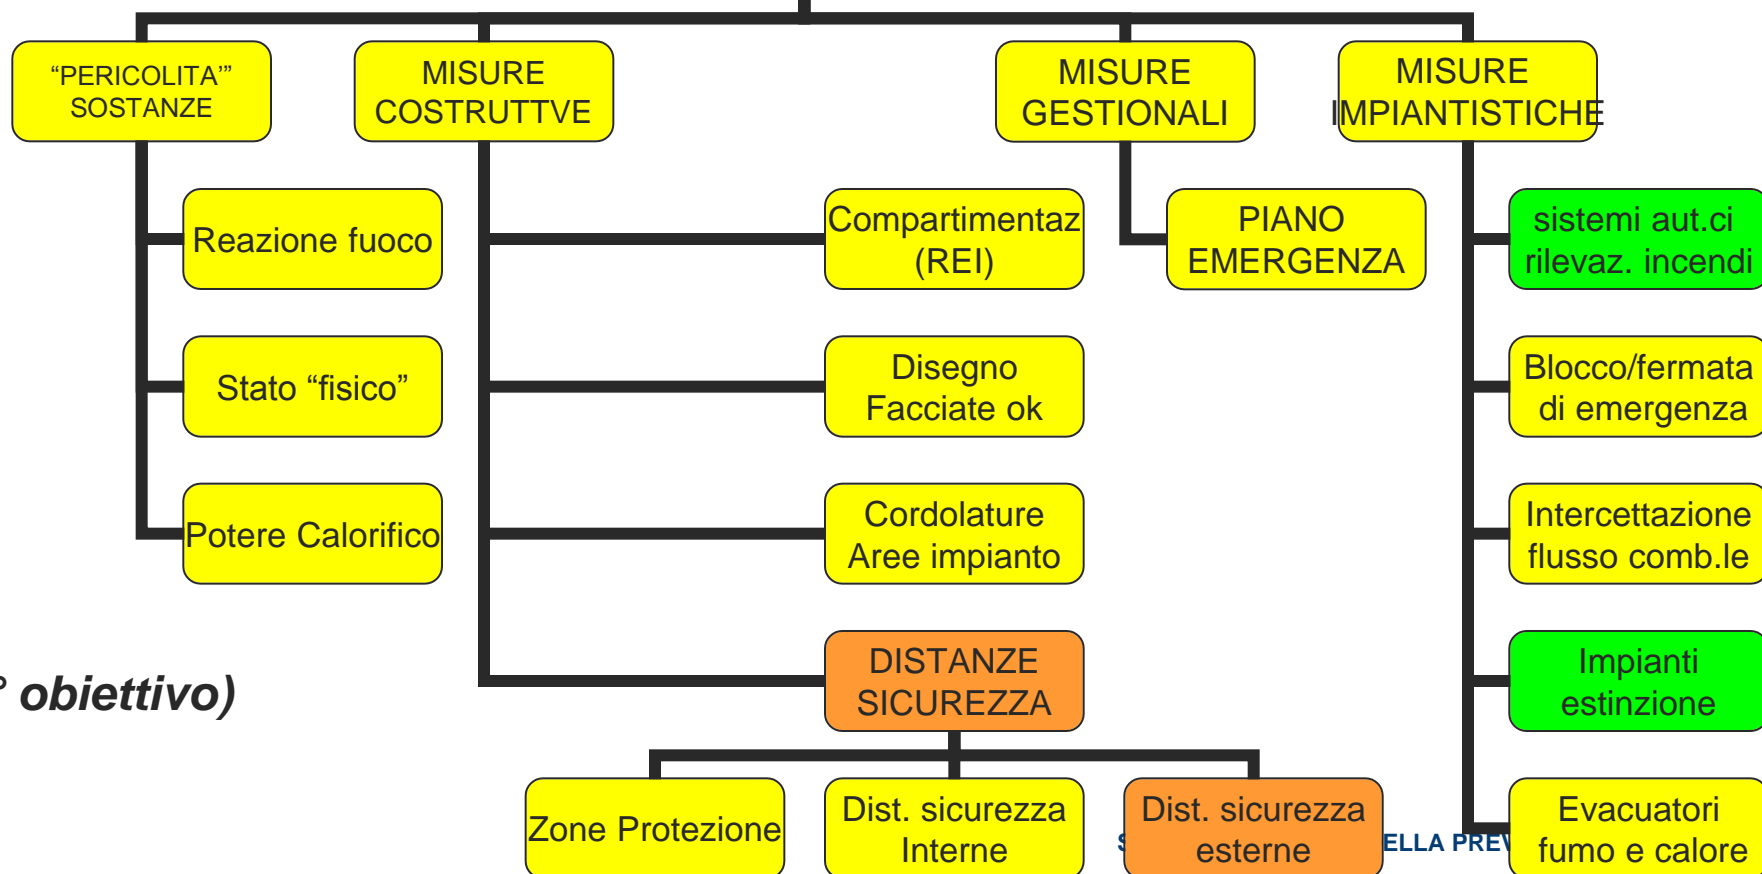 “PERICOLITA’”
SOSTANZE
MISURE
COSTRUTTVE
MISURE
GESTIONALI
MISURE
IMPIANTISTICHE
Reazione fuoco
Stato “fisico”
Potere Calorifico
Compartimentaz
(REI)
Disegno
Facciate ok
Cordolature
Aree impianto
DISTANZE
SICUREZZA
Zone Protezione
Dist. sicurezza
Interne
Dist. sicurezza
esterne
PIANO
EMERGENZA
sistemi aut.ci
rilevaz. incendi
Blocco/fermata
di emergenza
Intercettazione
flusso comb.le
Impianti
estinzione
Evacuatori
fumo e calore
° obiettivo)
S
ELLA PREV